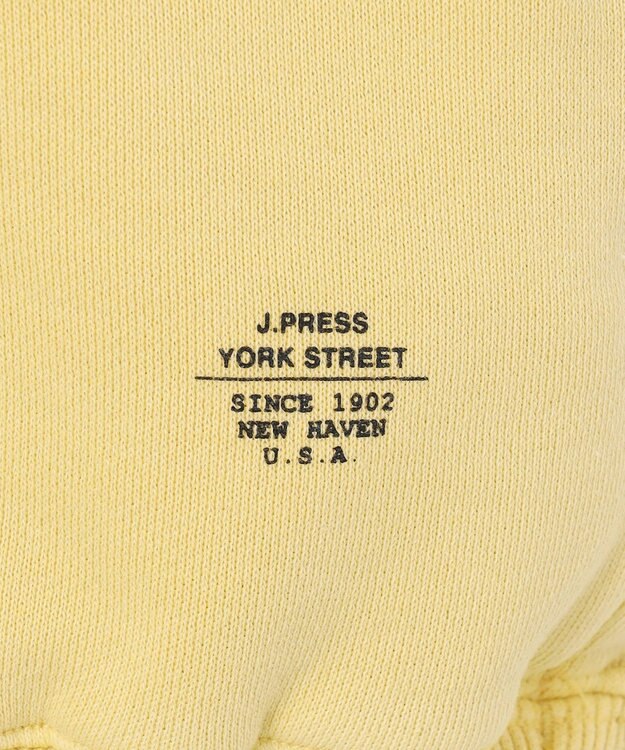 J.PRESS
YORK STREET
SINCE 1902
NEW HAVEN
U.S.A.